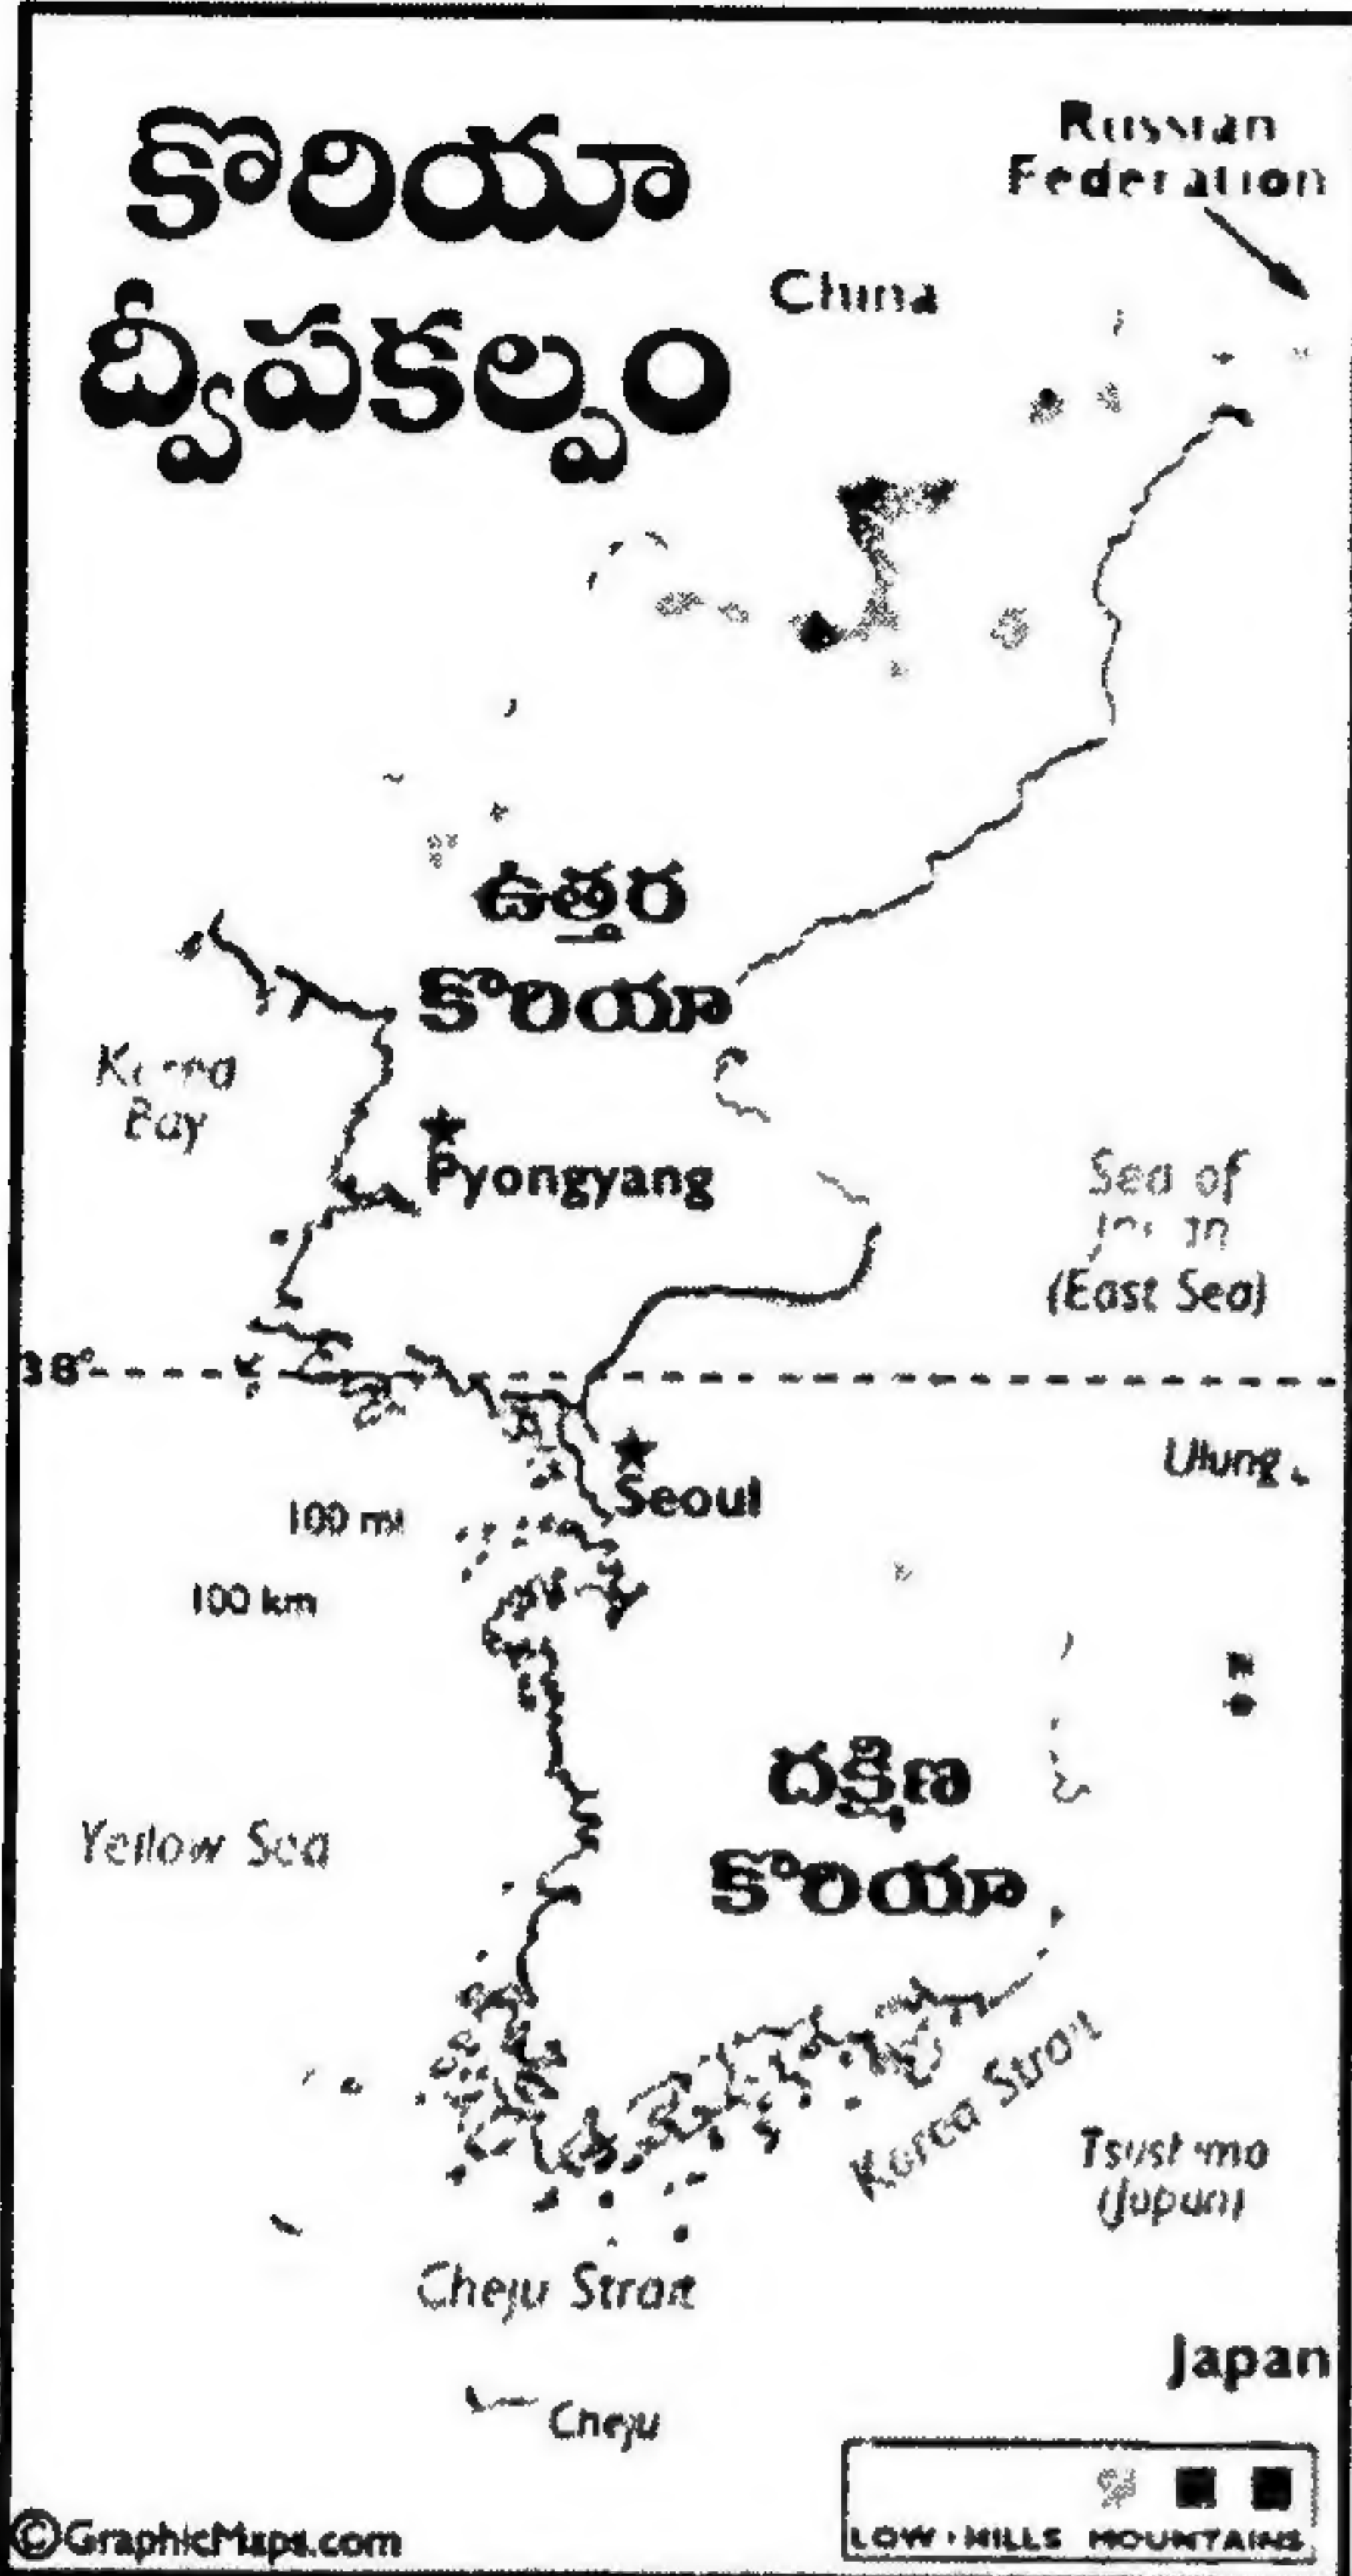 కొరియా
ద్వీపకల్పం
Russian
Federation
China
ఉత్తర
కొరియా
Korea
Bay
Pyongyang
Sea of
Japan
(East Sea)
38°
Ulung
Seoul
100 mi
100 km
దక్షిణ
కొరియా
Yellow Sea
Korea Strait
(Japan)
Cheju Strait
Japan
Cheju
©GraphicMaps.com
LOW / HILLS MOUNTAINS